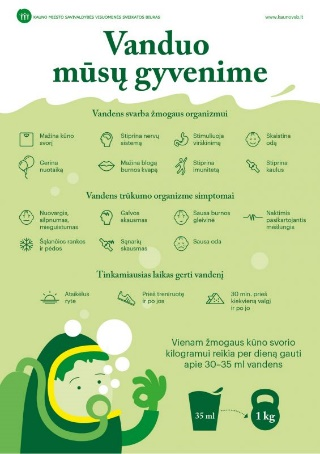 KAUNO MIESTO SAVIVALDYBĖS VISUOMENĖS SVEIKATOS BIURAS
www.kaunovsb.lt
Vanduo
mūsų gyvenime
Vandens svarba žmogaus organizmui
Mažina kūno
svorį
Stiprina nervų
sistemą
Stimuliuoja
virškinimą
Skaistina
odą
Gerina
nuotaiką
Mažina blogą
burnos kvapą
Stiprina
imunitetą
Stiprina
kaulus
Vandens trūkumo organizme simptomai
Nuovargis,
silpnumas,
mieguistumas
Galvos
skausmas
Sausa burnos
gleivinė
Naktimis
pasikartojantis
mėšlungis
Šąlančios rankos
ir pėdos
Sąnarių
skausmas
Sausa oda
Tinkamiausias laikas gerti vandenį
Atsikėlus
ryte
Prieš treniruotę
ir po jos
30 min. prieš
kiekvieną valgį
ir po jo
Vienam žmogaus kūno svorio
kilogramui reikia per dieną gauti
apie 30–35 ml vandens
35 ml
1 kg